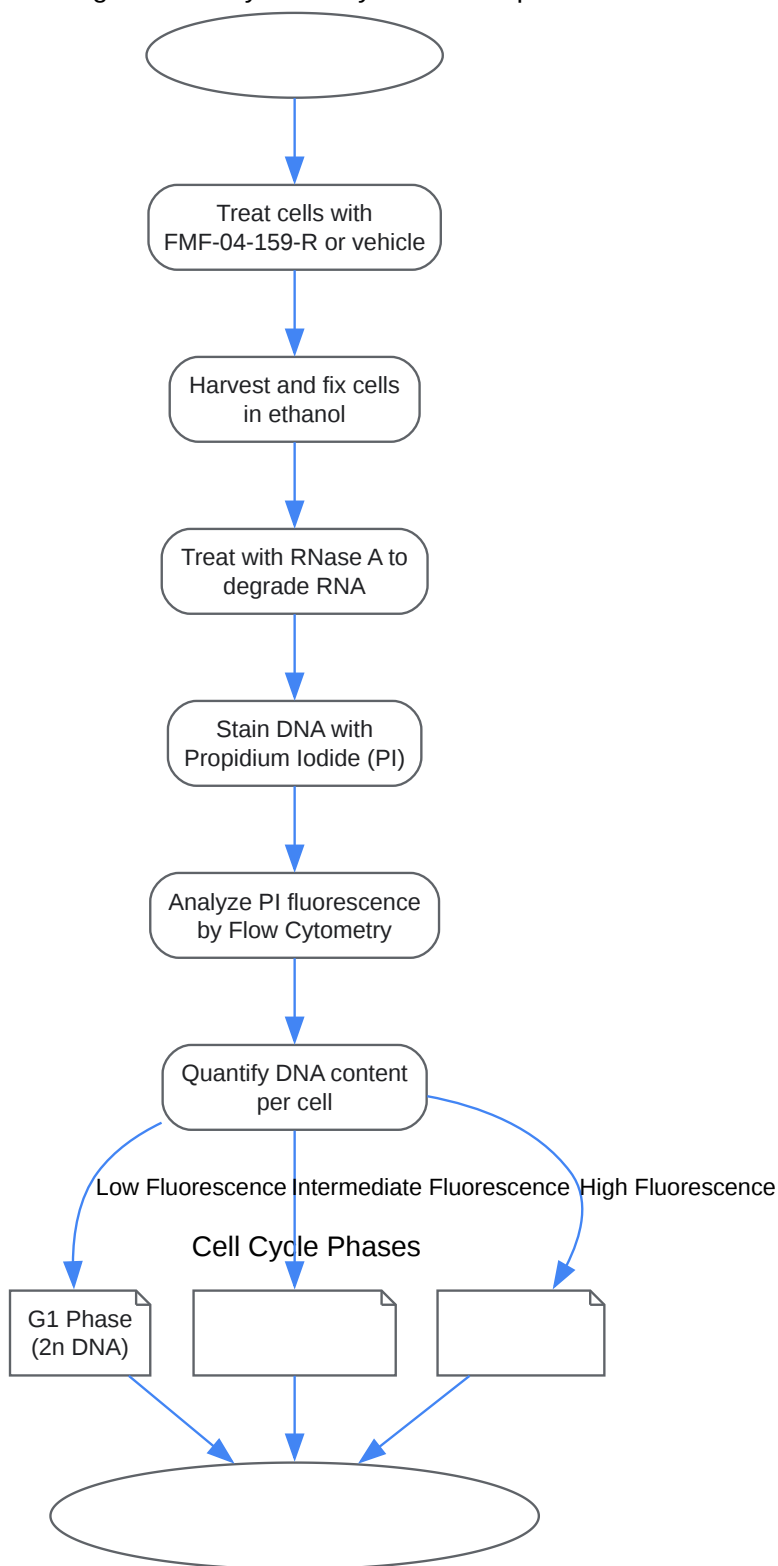 Treat cells with
FMF-04-159-R or vehicle
Harvest and fix cells
in ethanol
Treat with RNase A to
degrade RNA
Stain DNA with
Propidium Iodide (PI)
Analyze PI fluorescence
by Flow Cytometry
Quantify DNA content
per cell
Low Fluorescence
Intermediate Fluorescence
High Fluorescence
Cell Cycle Phases
G1 Phase
(2n DNA)